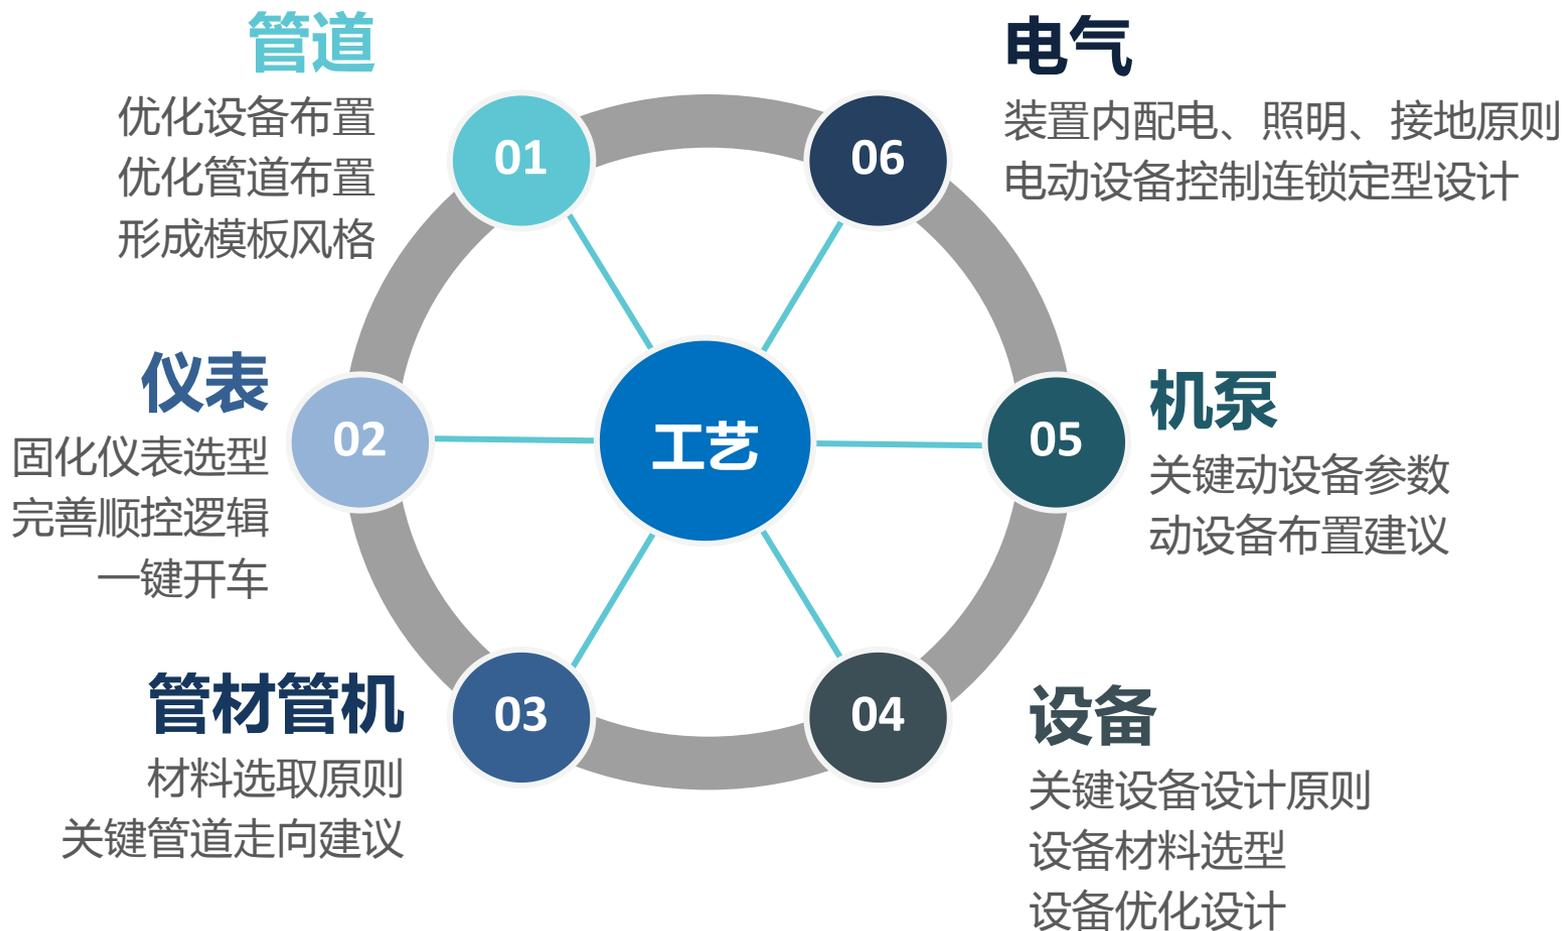 管道
优化设备布置
优化管道布置
形成模板风格
01
仪表
固化仪表选型
完善顺控逻辑
一键开车
02
管材管机
材料选取原则
关键管道走向建议
03
工艺
04
设备
关键设备设计原则
设备材料选型
设备优化设计
05
机泵
关键动设备参数
动设备布置建议
06
电气
装置内配电、照明、接地原则
电动设备控制连锁定型设计